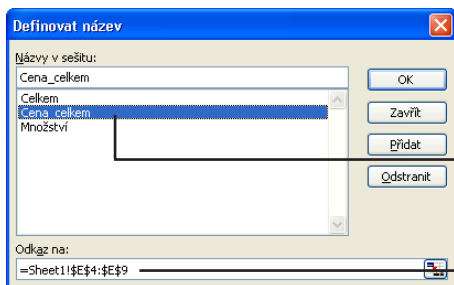 Definovat název
Názvy v sešitu:
Cena_celkem
OK
Celkem
Cena_celkem
Množství
Zavřít
Přidat
Odstranit
Odkaz na:
=Sheet1!$E$4:$E$9